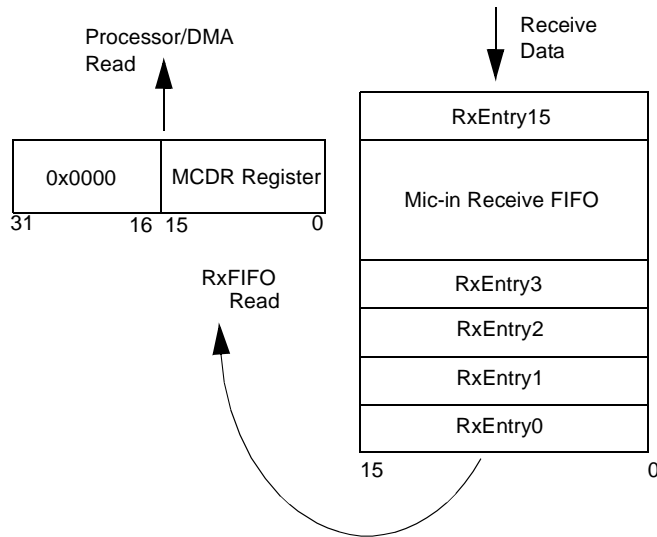 Processor/DMA
Read
0x0000
MCDR Register
31
16
15
0
RxFIFO
Read
Receive
Data
RxEntry15
Mic-in Receive FIFO
RxEntry3
RxEntry2
RxEntry1
RxEntry0
15
0